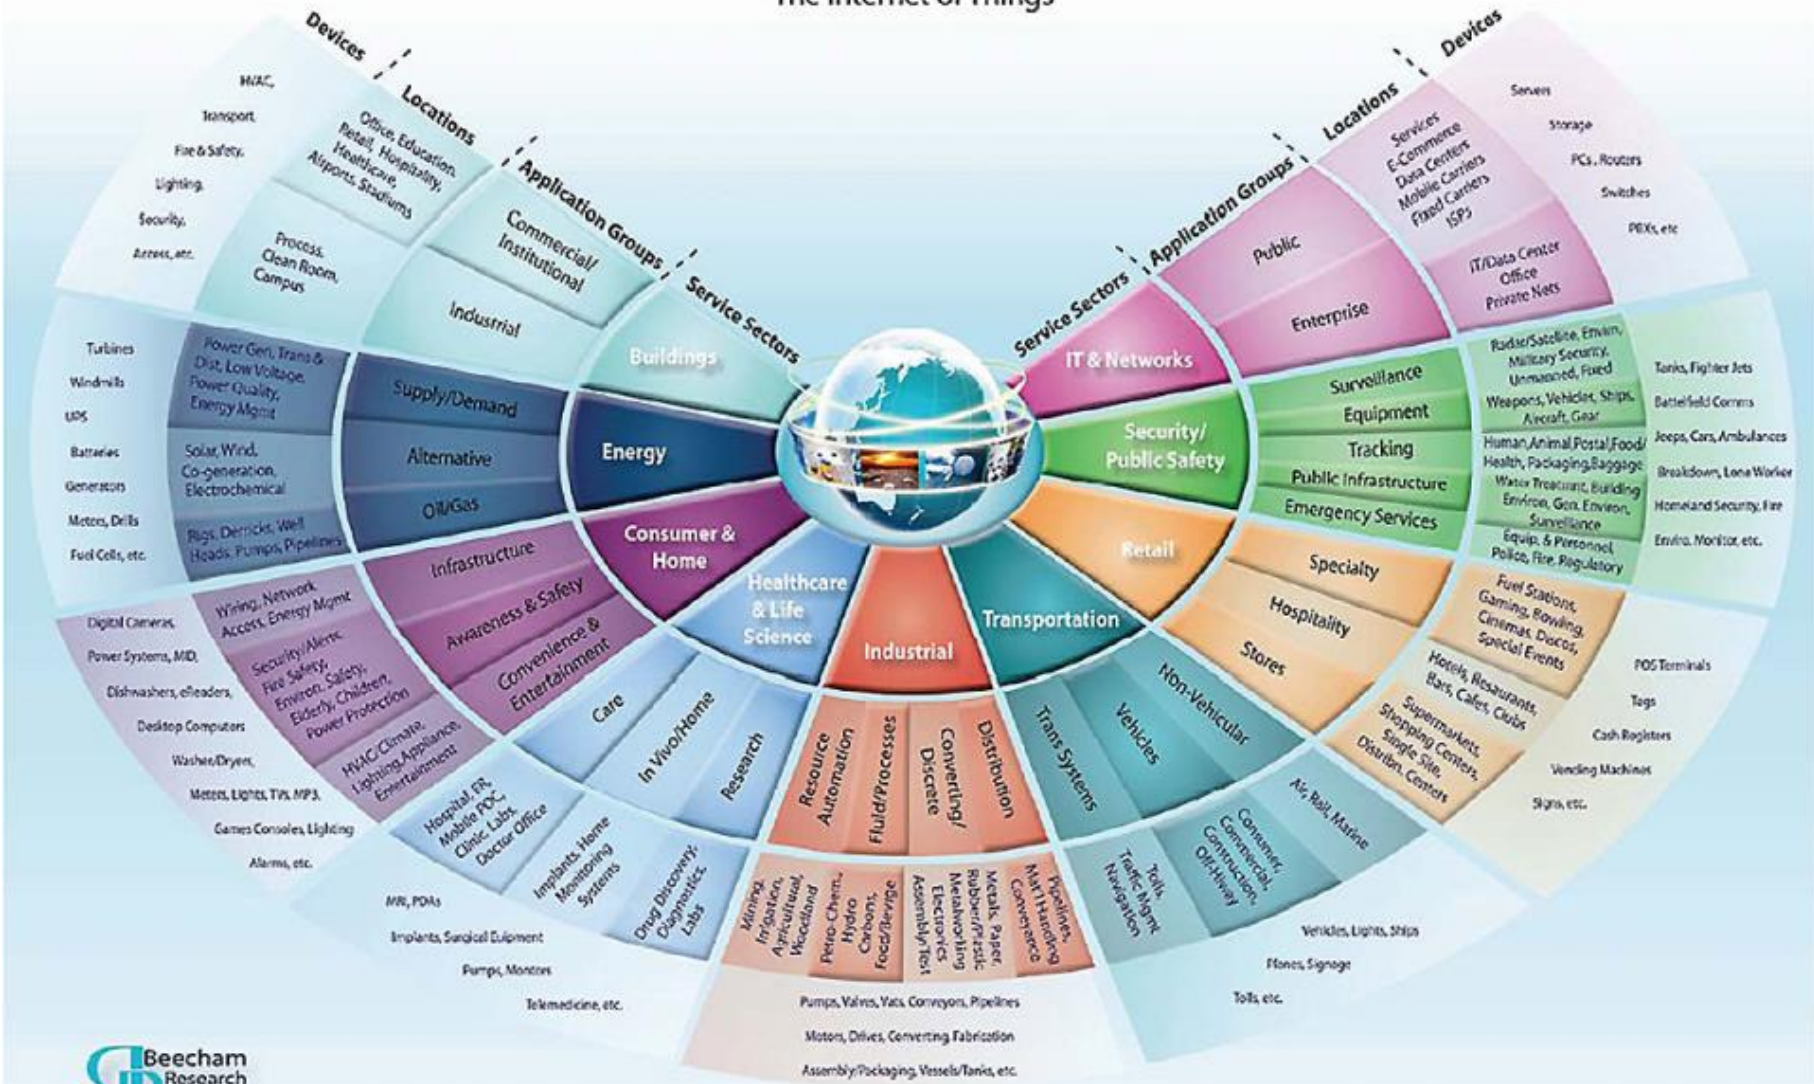 The Internet of Things
Devices
Locations
Application Groups
Service Sectors
HVAC,
Transport,
Fire & Safety,
Lighting,
Security,
Access, etc.
Office, Education,
Retail, Hospitality,
Healthcare,
Airports, Stadiums
Process,
Clean Room,
Campus
Commercial/
Institutional
Industrial
Buildings
Turbines
Windmills
UPS
Batteries
Generators
Meters, Drills
Fuel Cells, etc.
Power Gen, Trans &
Dist, Low Voltage,
Power Quality,
Energy Mgmt
Solar, Wind,
Co-generation,
Electrochemical
Rigs, Derricks, Well
Heads, Pumps, Pipelines
Supply/Demand
Alternative
Oil/Gas
Energy
Digital Cameras,
Power Systems, MID,
Dishwashers, eReaders,
Desktop Computers
Washer/Dryers,
Meters, Lights, TVs, MP3,
Games Consoles, Lighting
Alarms, etc.
Wiring, Network
Access, Energy Mgmt
Security/Alerts,
Fire Safety,
Environ. Safety,
Elderly, Children,
Power Protection
HVAC/Climate,
Lighting, Appliance,
Entertainment
Infrastructure
Awareness & Safety
Convenience &
Entertainment
Consumer &
Home
MRI, PDAs
Implants, Surgical Euipment
Pumps, Monitors
Telemedicine, etc.
Hospital, ER,
Mobile POC,
Clinic, Labs,
Doctor Office
Implants, Home
Monitoring
Systems
Drug Discovery,
Diagnostics,
Labs
Care
In Vivo/Home
Research
Healthcare
& Life
Science
Industrial
Resource
Automation
Fluid/Processes
Converting/
Discrete
Distribution
Mining,
Irrigation,
Agricultural,
Woodland
Petro-Chem.,
Hydro
Carbons,
Food/Bevrige
Metals, Paper,
Rubber/Plastic
Metalworking
Electronics
Assembly/Test
Pipelines,
Mat'l Handling
Conveyance
Pumps, Valves, Vats, Conveyors, Pipelines
Motors, Drives, Converting, Fabrication
Assembly/Packaging, Vessels/Tanks, etc.
Transportation
Trans Systems
Vehicles
Non-Vehicular
Tolls,
Traffic Mgmt
Navigation
Consumer,
Commercial,
Construction,
Off-Hiway
Air, Rail, Marine
Vehicles, Lights, Ships
Planes, Signage
Tolls, etc.
Retail
Specialty
Hospitality
Stores
Fuel Stations,
Gaming, Bowling,
Cinemas, Discos,
Special Events
Hotels, Resaurants,
Bars, Cafes, Clubs
Supermarkets,
Shopping Centers,
Single Site,
Distribn. Centers
POS Terminals
Tags
Cash Registers
Vending Machines
Signs, etc.
Security/
Public Safety
Surveillance
Equipment
Tracking
Public Infrastructure
Emergency Services
Radar/Satellite, Environ,
Military Security,
Unmanned, Fixed
Weapons, Vehicles, Ships,
Aircraft, Gear
Human,Animal,Postal,Food/
Health, Packaging,Baggage
Water Treatmnt, Building
Environ, Gen. Environ,
Surveillance
Equip. & Personnel,
Police, Fire, Regulatory
Tanks, Fighter Jets
Battelfield Comms
Jeeps, Cars, Ambulances
Breakdown, Lone Worker
Homeland Security, Fire
Enviro. Monitor, etc.
IT & Networks
Public
Enterprise
Services
E-Commerce
Data Centers
Mobile Carriers
Fixed Carriers
ISPs
IT/Data Center
Office
Private Nets
Servers
Storage
PCs, Routers
Switches
PBXs, etc
Service Sectors
Application Groups
Locations
Devices
Beecham
Research